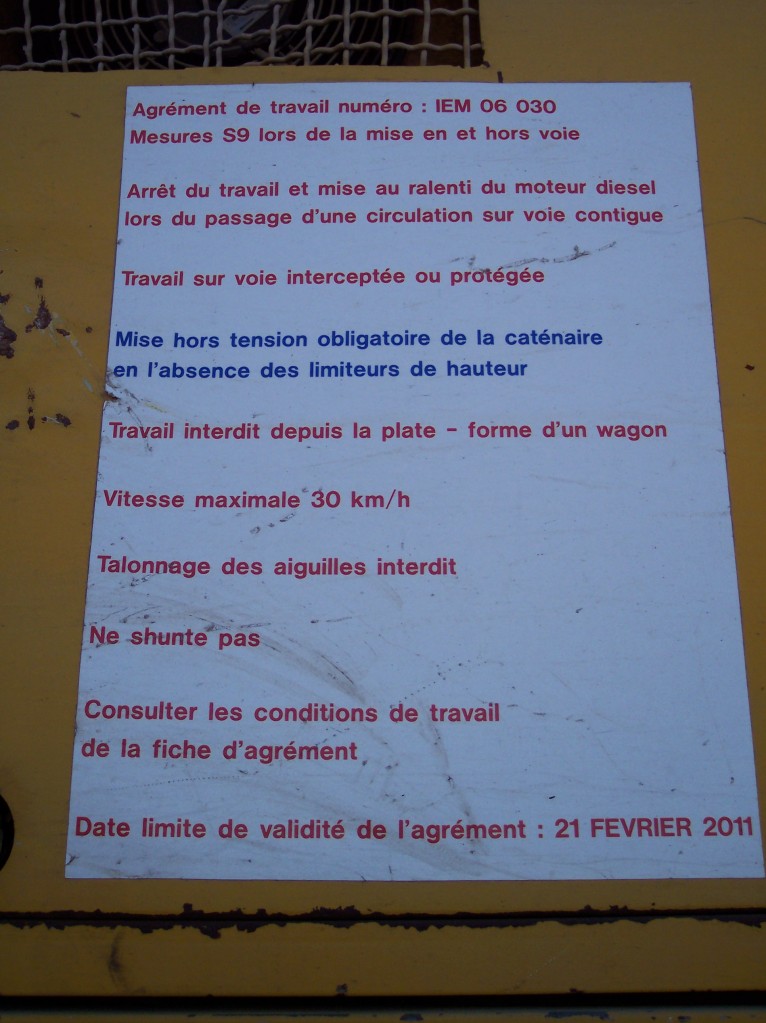 Agrément de travail numéro : IEM 06 030
Mesures S9 lors de la mise en et hors voie
Arrêt du travail et mise au ralenti du moteur diesel
lors du passage d'une circulation sur voie contigue
Travail sur voie interceptée ou protégée
Mise hors tension obligatoire de la caténaire
en l'absence des limiteurs de hauteur
Travail interdit depuis la plate - forme d'un wagon
Vitesse maximale 30 km/h
Talonnage des aiguilles interdit
Ne shunte pas
Consulter les conditions de travail
de la fiche d'agrément
Date limite de validité de l'agrément : 21 FEVRIER 2011